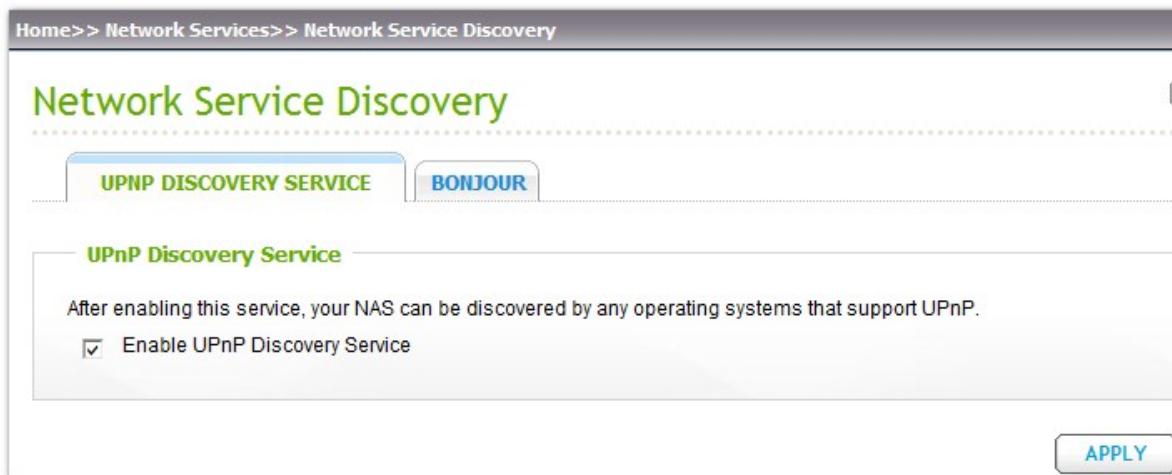 Home>> Network Services>> Network Service Discovery
Network Service Discovery
UPNP DISCOVERY SERVICE
BONJOUR
UPnP Discovery Service
After enabling this service, your NAS can be discovered by any operating systems that support UPnP.
Enable UPnP Discovery Service
APPLY